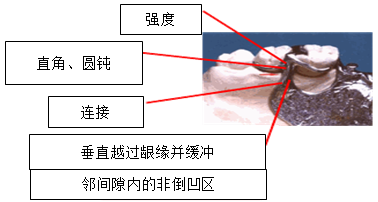 强度
直角、圆钝
连接
垂直越过龈缘并缓冲
邻间隙内的非倒凹区